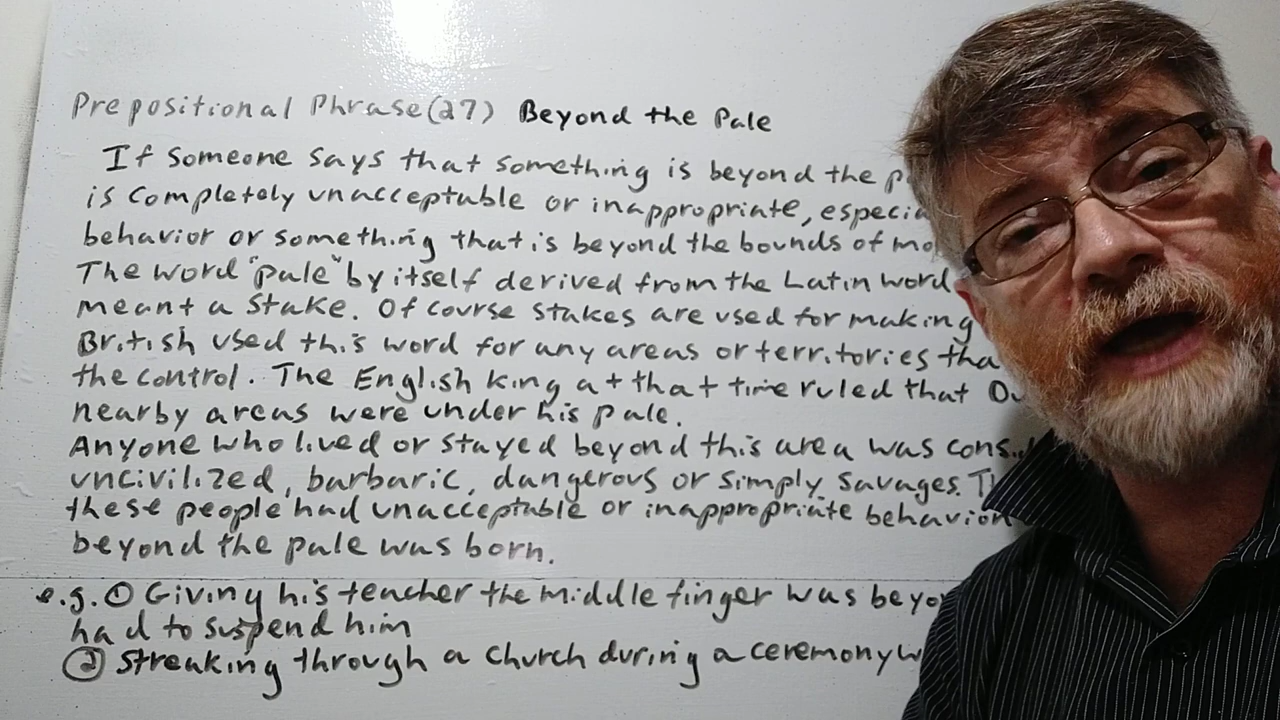 Prepositional Phrase (27) Beyond the Pale
If someone says that something is beyond the p
is completely unacceptable or inappropriate, especia
behavior or something that is beyond the bounds of mo
The word "pale" by itself derived from the Latin word
meant a stake. Of course stakes are used for making
British used this word for any areas or territories tha
the control. The English king at that time ruled that Du
nearby areas were under his pale.
Anyone who lived or stayed beyond this area was consid
uncivilized, barbaric, dangerous or simply savages. Th
these people had unacceptable or inappropriate behavior
beyond the pale was born.
e.g. ① Giving his teacher the middle finger was beyo
had to suspend him
② Streaking through a church during a ceremony w